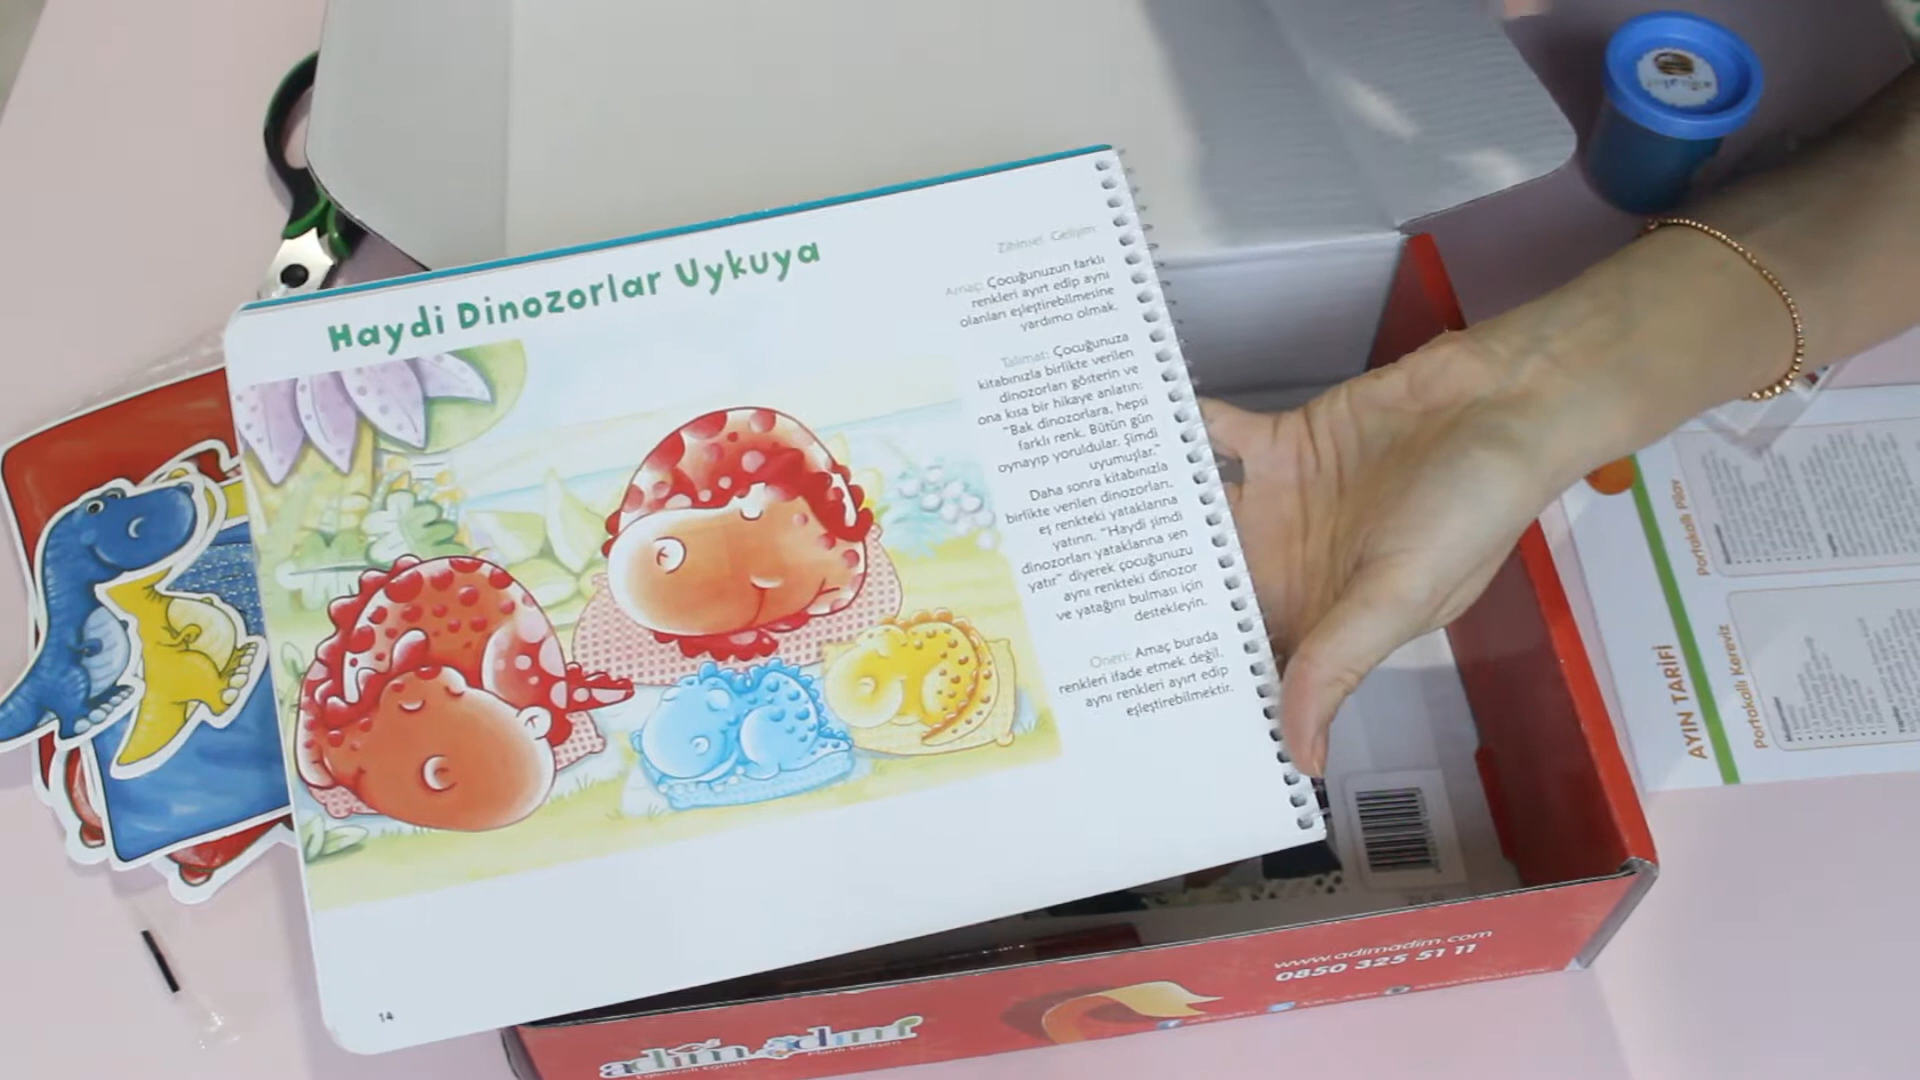 Haydi Dinozorlar Uykuya
Zihinsel Gelişim
Amaç: Çocuğunuzun farklı
renkleri ayırt edip aynı
olanları eşleştirebilmesine
yardımcı olmak.
Talimat: Çocuğunuza
kitabınızla birlikte verilen
dinozorları gösterin ve
ona kısa bir hikaye anlatın:
"Bak dinozorlara, hepsi
farklı renk. Bütün gün
oynayıp yoruldular. Şimdi
uyumuşlar."
Daha sonra kitabınızla
birlikte verilen dinozorları,
eş renkteki yataklarına
yatırın. "Haydi şimdi
dinozorları yataklarına sen
yatır" diyerek çocuğunuzu
aynı renkteki dinozor
ve yatağını bulması için
destekleyin.
Öneri: Amaç burada
renkleri ifade etmek değil,
aynı renkleri ayırt edip
eşleştirebilmektir.
14
AYIN TARİFİ
Portakallı Pilav
Portakallı Kereviz
www.adimadim.com
0850 325 51 11
adım adım
Eğlenceli Eğitim
Planlı Gelişim